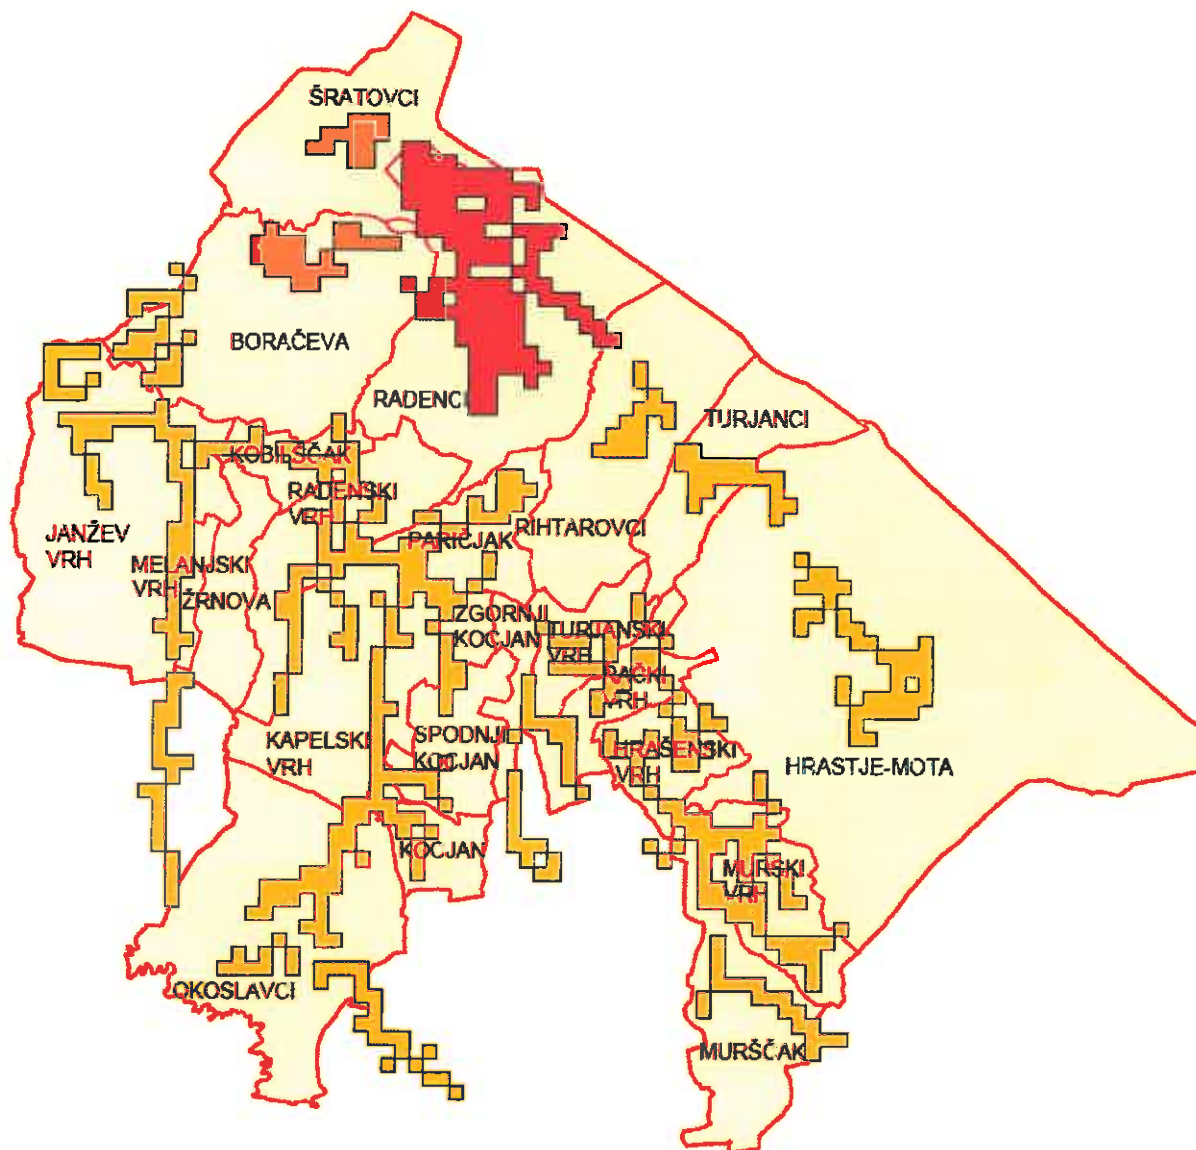 ŠRATOVCI
BORAČEVA
RADENCI
TURJANCI
KOBILŠČAK
RADENSKI
VRH
PARIČJAK
RIHTAROVCI
JANŽEV
VRH
MELANJSKI
VRH
ŽRNOVA
ZGORNJI
KOCJAN
TURJANSKI
VRH
RAČKI
VRH
KAPELSKI
VRH
SPODNJI
KOCJAN
HRAŠENSKI
VRH
HRASTJE-MOTA
KOCJAN
MURSKI
VRH
OKOSLAVCI
MURŠČAK